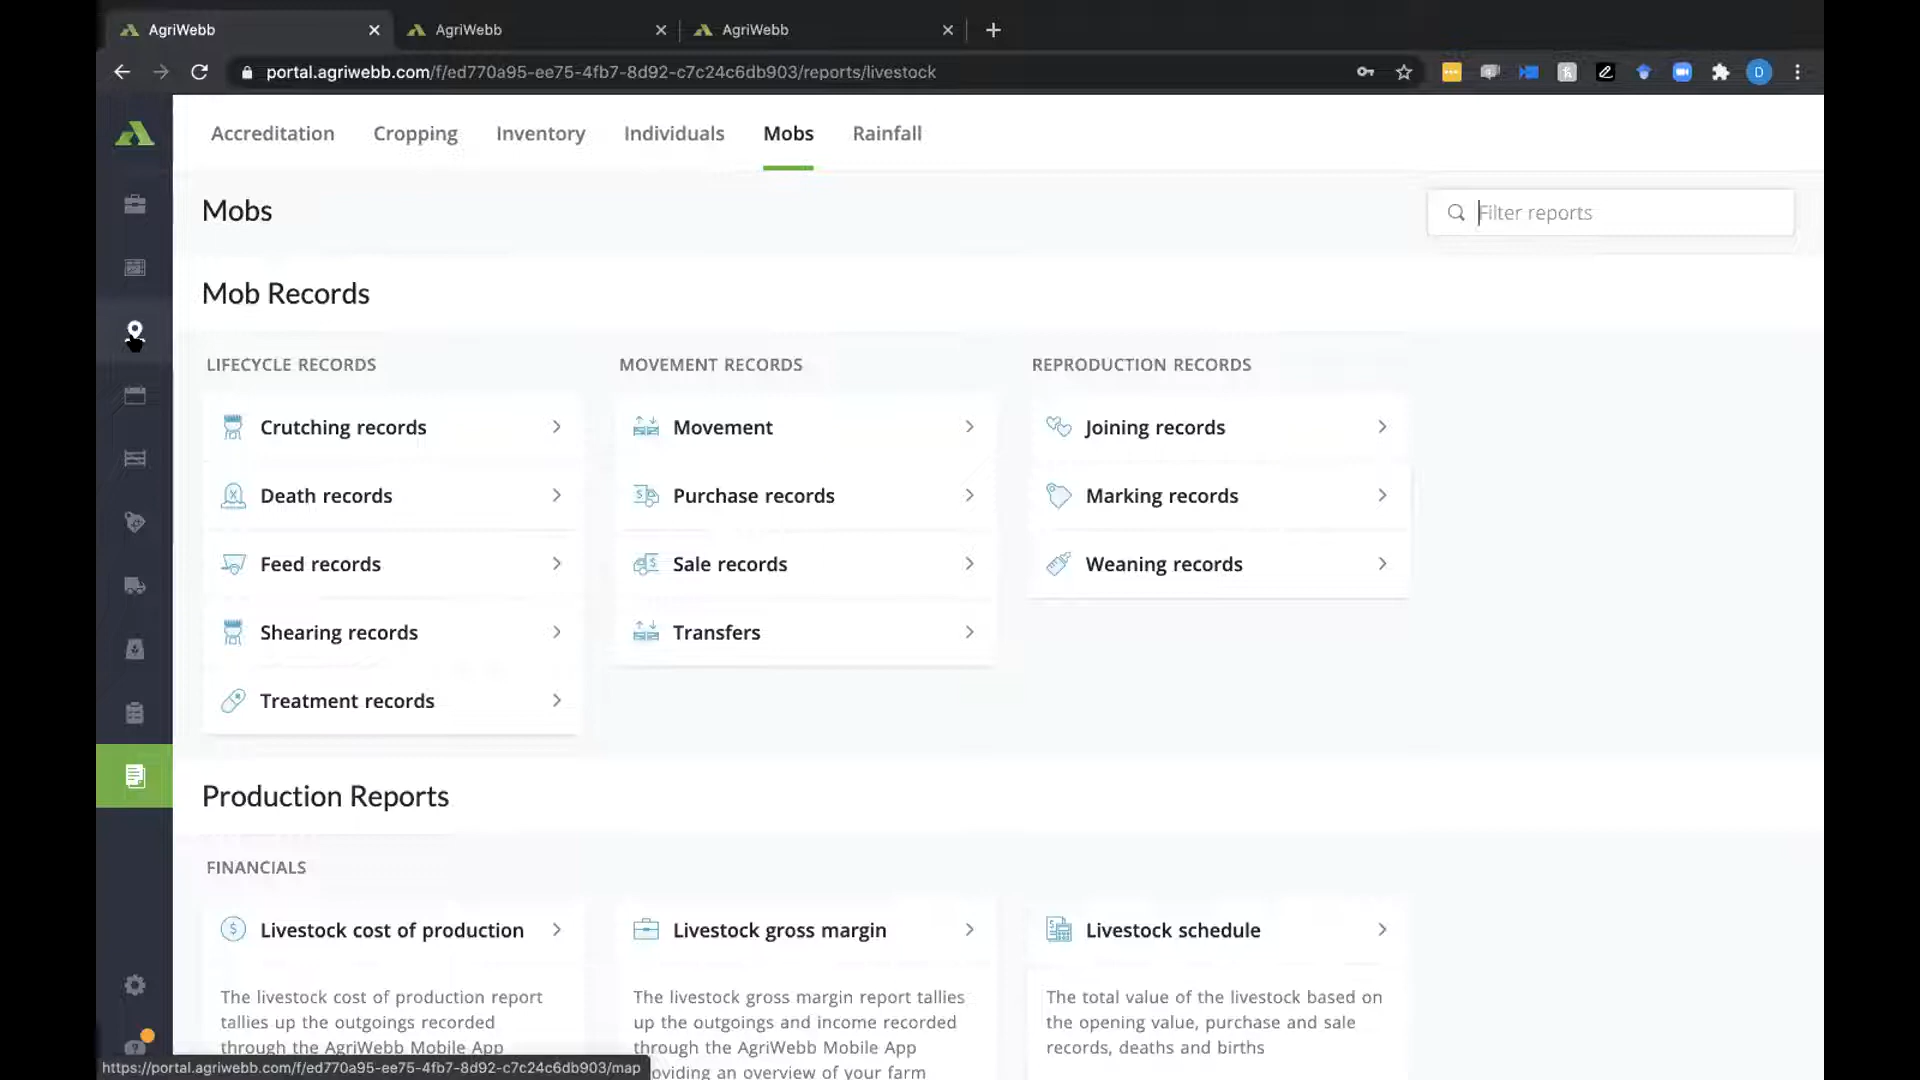 AgriWebb
AgriWebb
AgriWebb
portal.agriwebb.com/f/ed770a95-ee75-4fb7-8d92-c7c24c6db903/reports/livestock
D
Accreditation
Cropping
Inventory
Individuals
Mobs
Rainfall
Mobs
Filter reports
Mob Records
LIFECYCLE RECORDS
Crutching records
Death records
Feed records
Shearing records
Treatment records
MOVEMENT RECORDS
Movement
Purchase records
Sale records
Transfers
REPRODUCTION RECORDS
Joining records
Marking records
Weaning records
Production Reports
FINANCIALS
Livestock cost of production
The livestock cost of production report
tallies up the outgoings recorded
through the AgriWebb Mobile App
Livestock gross margin
The livestock gross margin report tallies
up the outgoings and income recorded
through the AgriWebb Mobile App
oviding an overview of your farm
Livestock schedule
The total value of the livestock based on
the opening value, purchase and sale
records, deaths and births
https://portal.agriwebb.com/f/ed770a95-ee75-4fb7-8d92-c7c24c6db903/map